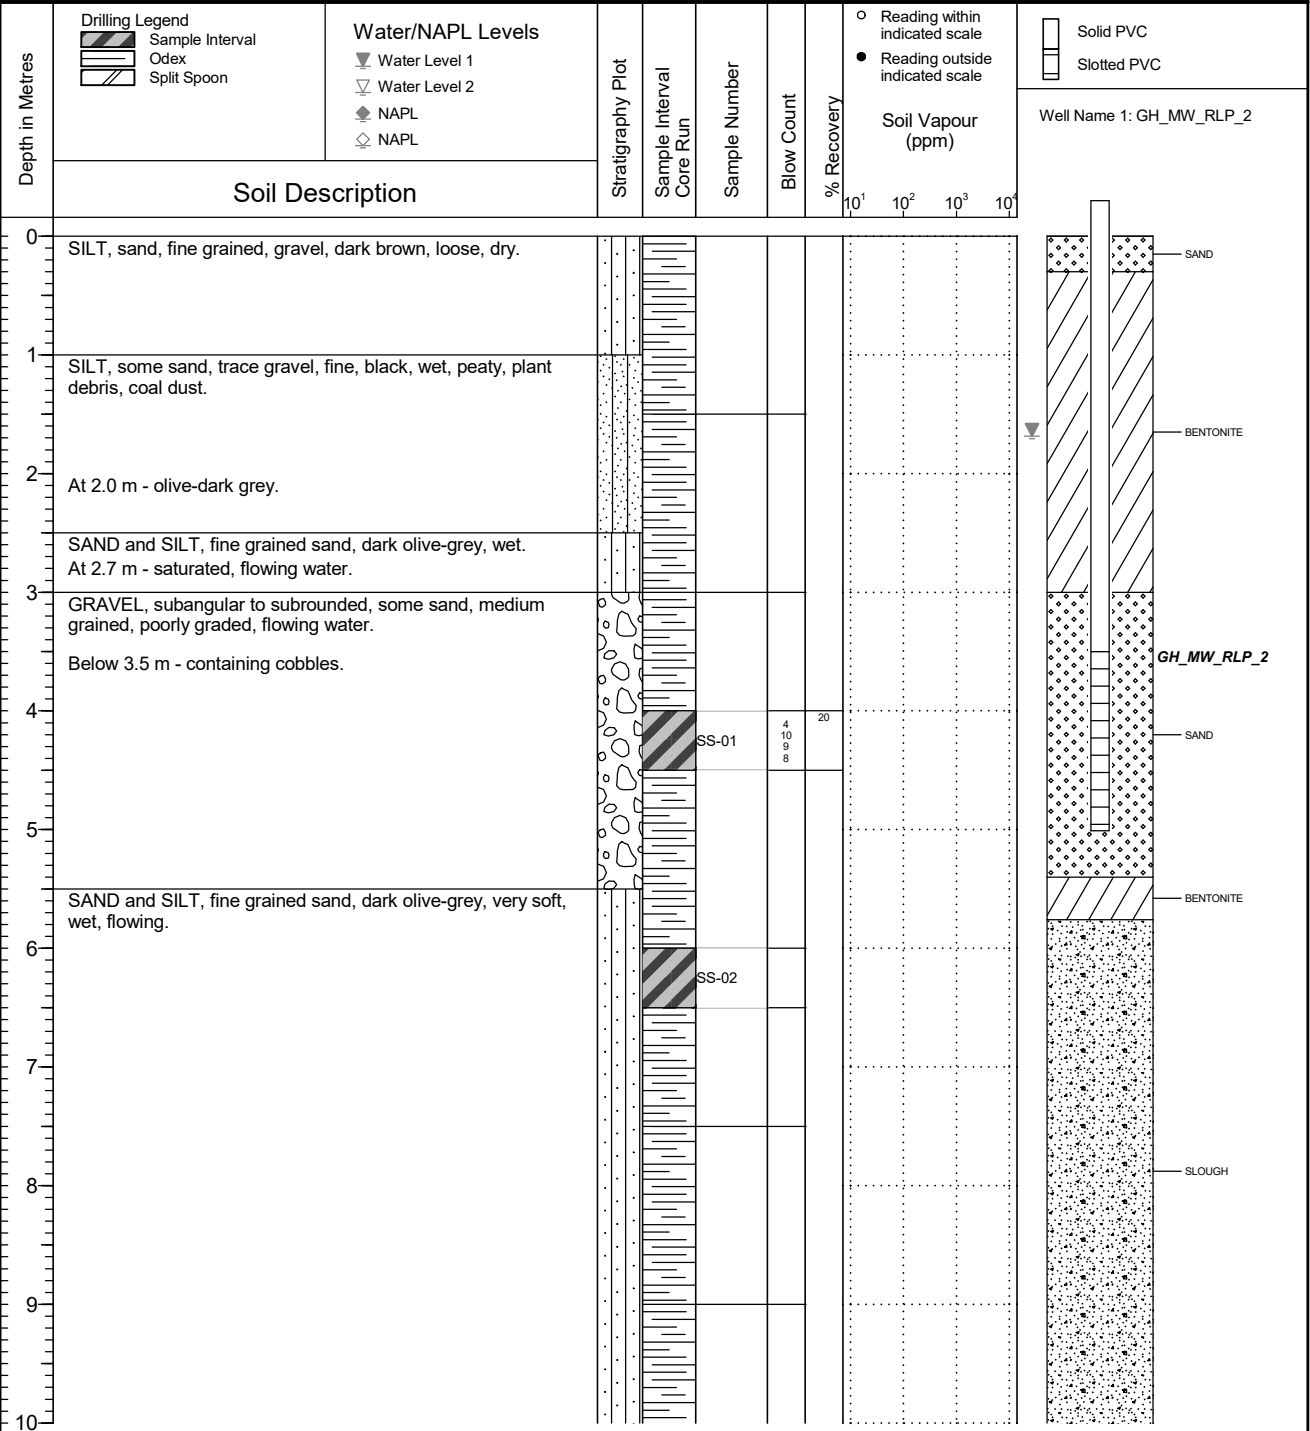 Depth in Metres
Drilling Legend
Sample Interval
Odex
Split Spoon
Water/NAPL Levels
Water Level 1
Water Level 2
NAPL
NAPL
Soil Description
Stratigraphy Plot
Sample Interval
Core Run
Sample Number
Blow Count
% Recovery
Reading within
indicated scale
Reading outside
indicated scale
Soil Vapour
(ppm)
10¹ 10² 10³ 10⁴
Solid PVC
Slotted PVC
Well Name 1: GH_MW_RLP_2
0
SILT, sand, fine grained, gravel, dark brown, loose, dry.
SAND
1
SILT, some sand, trace gravel, fine, black, wet, peaty, plant
debris, coal dust.
BENTONITE
2
At 2.0 m - olive-dark grey.
SAND and SILT, fine grained sand, dark olive-grey, wet.
At 2.7 m - saturated, flowing water.
3
GRAVEL, subangular to subrounded, some sand, medium
grained, poorly graded, flowing water.
Below 3.5 m - containing cobbles.
GH_MW_RLP_2
4
SS-01
4
10
9
8
20
SAND
5
SAND and SILT, fine grained sand, dark olive-grey, very soft,
wet, flowing.
BENTONITE
6
SS-02
7
8
SLOUGH
9
10